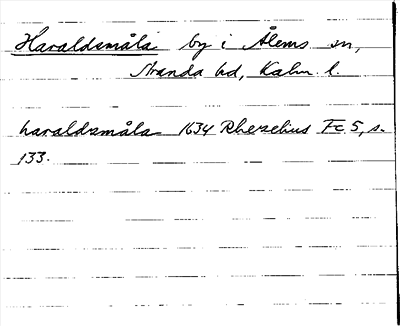 Haraldsmåla by i Ålems sn,
Stranda hd, Kalm. l.
haraldzmåla 1634 Rhezelius Fc 5, s.
133.